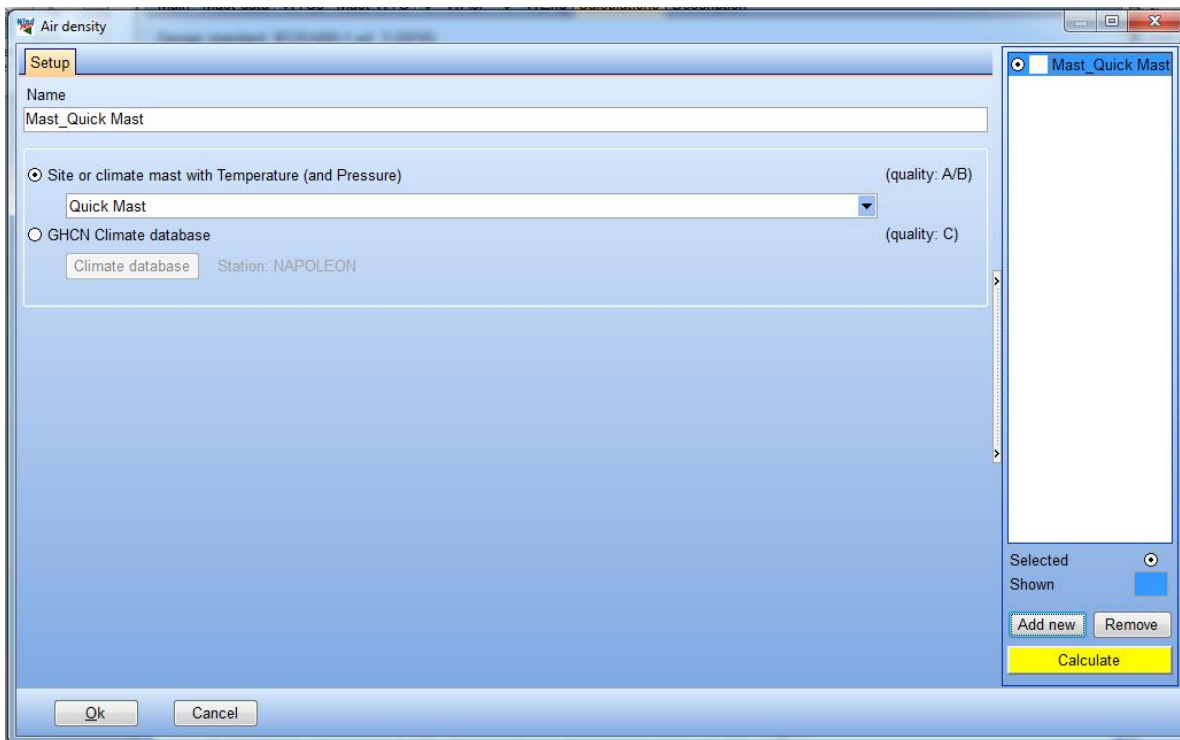 Wind
Air density
Setup
Name
Mast_Quick Mast
Site or climate mast with Temperature (and Pressure) (quality: A/B)
Quick Mast
GHCN Climate database (quality: C)
Climate database Station: NAPOLEON
Mast_Quick Mast
Selected
Shown
Add new Remove
Calculate
Ok Cancel